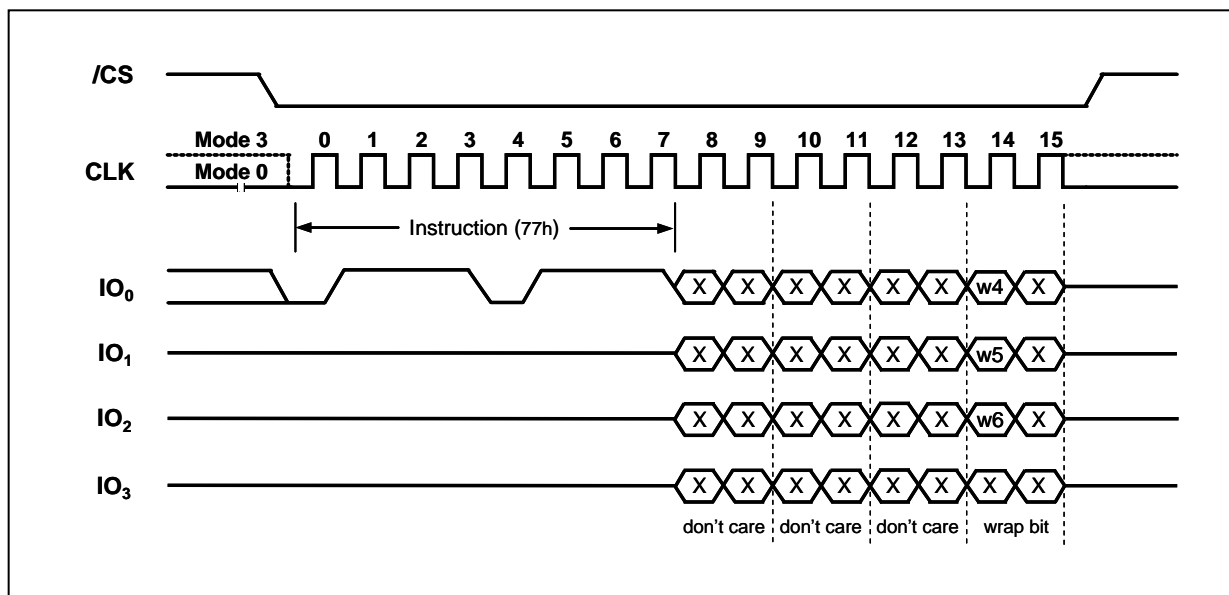 /CS
Mode 3 0 1 2 3 4 5 6 7 8 9 10 11 12 13 14 15
CLK Mode 0
Instruction (77h)
IO0 X X X X X X w4 X
IO1 X X X X X X w5 X
IO2 X X X X X X w6 X
IO3 X X X X X X X X
don't care don't care don't care wrap bit